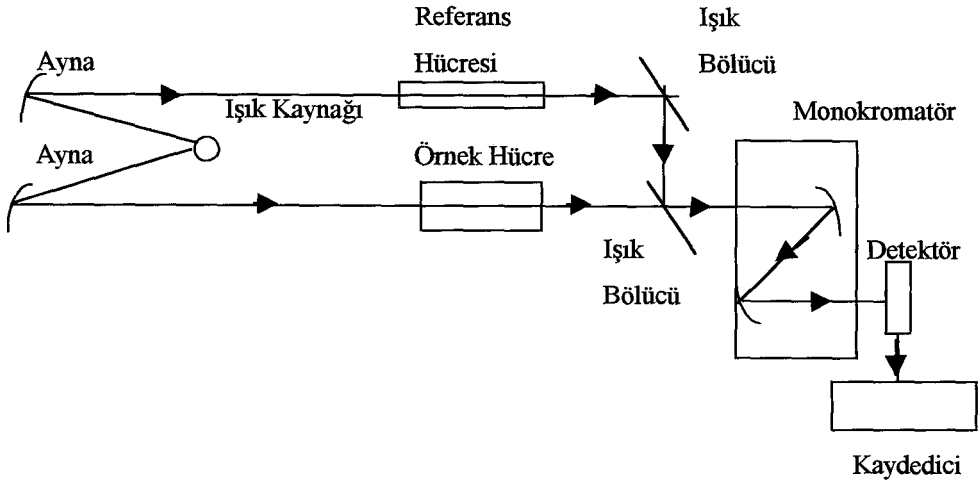 Ayna
Referans
Hücresi
Işık
Bölücü
Işık Kaynağı
Monokromatör
Ayna
Örnek Hücre
Işık
Bölücü
Detektör
Kaydedici